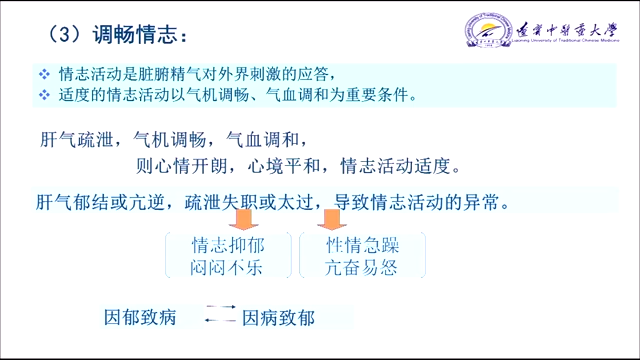 （3）调畅情志：
辽宁中医药大学
Liaoning University of Traditional Chinese Medicine
情志活动是脏腑精气对外界刺激的应答，
适度的情志活动以气机调畅、气血调和为重要条件。
肝气疏泄，气机调畅，气血调和，
则心情开朗，心境平和，情志活动适度。
肝气郁结或亢逆，疏泄失职或太过，导致情志活动的异常。
情志抑郁 性情急躁
闷闷不乐 亢奋易怒
因郁致病 因病致郁